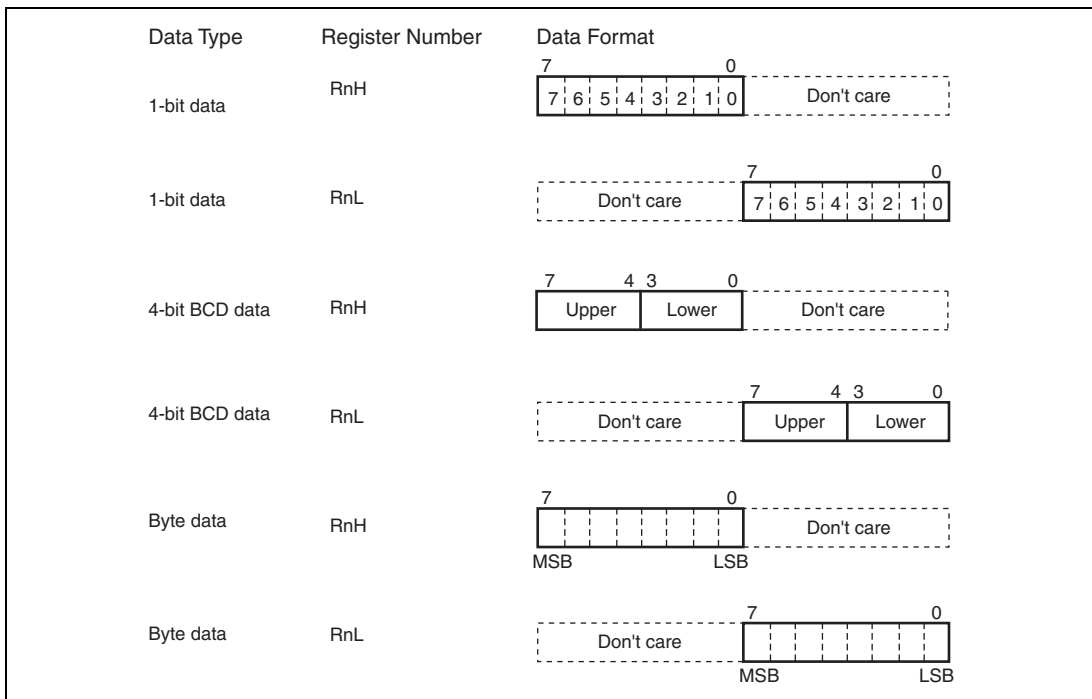 Data Type Register Number Data Format
7 0
1-bit data RnH 7 6 5 4 3 2 1 0 Don't care
7 0
1-bit data RnL Don't care 7 6 5 4 3 2 1 0
7 4 3 0
4-bit BCD data RnH Upper Lower Don't care
7 4 3 0
4-bit BCD data RnL Don't care Upper Lower
7 0
Byte data RnH Don't care
MSB LSB
7 0
Byte data RnL Don't care
MSB LSB